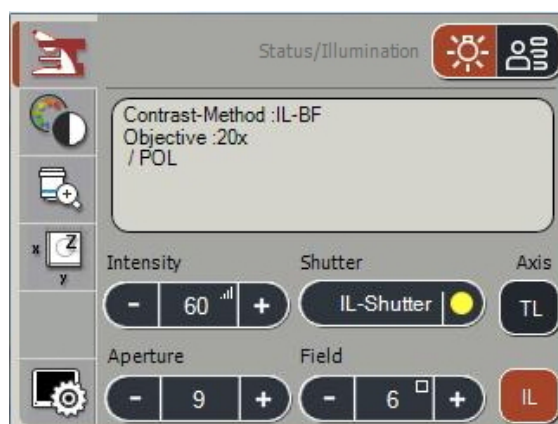 Status/Illumination
Contrast-Method :IL-BF
Objective :20x
/ POL
x Z
y
Intensity Shutter Axis
- 60 + IL-Shutter TL
Aperture Field
- 9 + - 6 + IL